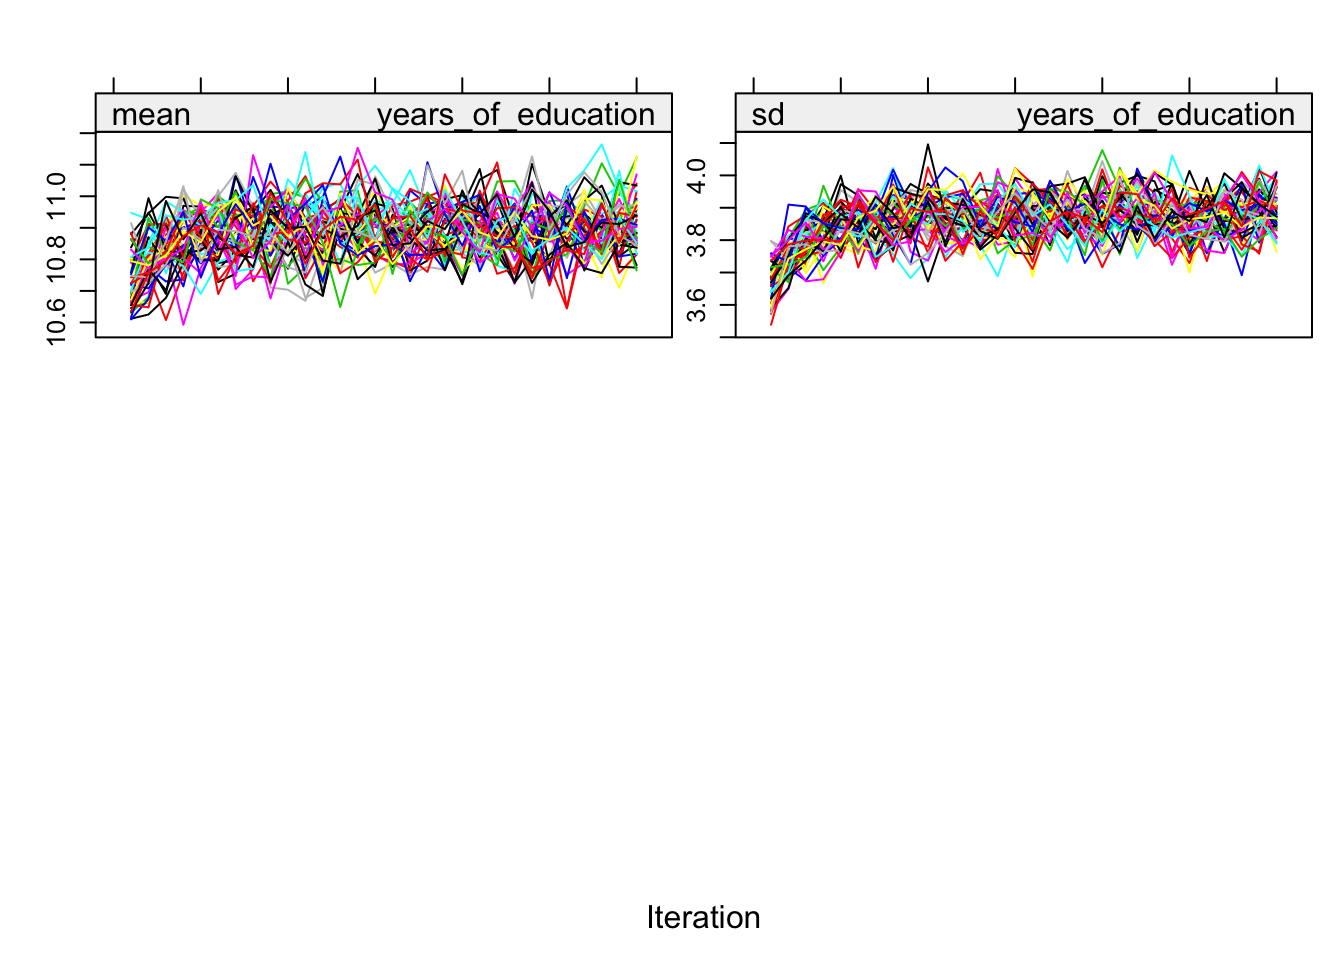 mean years_of_education
10.6 10.8 11.0
sd years_of_education
3.6 3.8 4.0
Iteration